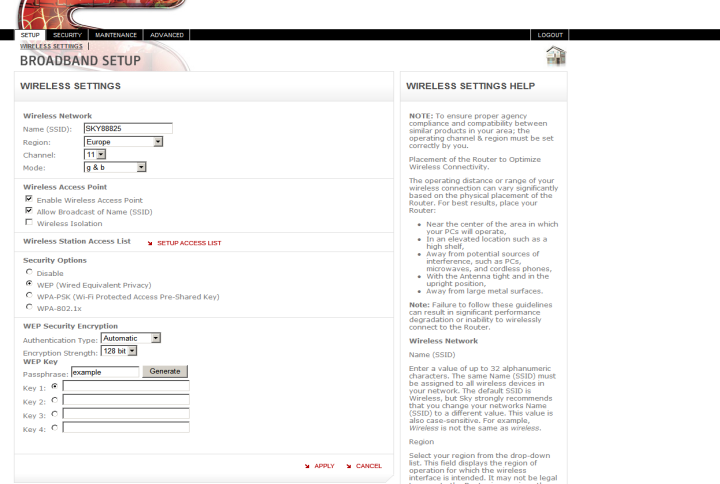 SETUP SECURITY MAINTENANCE ADVANCED LOGOUT
WIRELESS SETTINGS
BROADBAND SETUP
WIRELESS SETTINGS
Wireless Network
Name (SSID): SKY88825
Region: Europe
Channel: 11
Mode: g & b
Wireless Access Point
Enable Wireless Access Point
Allow Broadcast of Name (SSID)
Wireless Isolation
Wireless Station Access List SETUP ACCESS LIST
Security Options
Disable
WEP (Wired Equivalent Privacy)
WPA-PSK (Wi-Fi Protected Access Pre-Shared Key)
WPA-802.1x
WEP Security Encryption
Authentication Type: Automatic
Encryption Strength: 128 bit
WEP Key
Passphrase: example Generate
Key 1:
Key 2:
Key 3:
Key 4:
APPLY CANCEL
WIRELESS SETTINGS HELP
NOTE: To ensure proper agency
compliance and compatibility between
similar products in your area; the
operating channel & region must be set
correctly by you.
Placement of the Router to Optimize
Wireless Connectivity.
The operating distance or range of your
wireless connection can vary significantly
based on the physical placement of the
Router. For best results, place your
Router:
Near the center of the area in which
your PCs will operate,
In an elevated location such as a
high shelf,
Away from potential sources of
interference, such as PCs,
microwaves, and cordless phones,
With the Antenna tight and in the
upright position,
Away from large metal surfaces.
Note: Failure to follow these guidelines
can result in significant performance
degradation or inability to wirelessly
connect to the Router.
Wireless Network
Name (SSID)
Enter a value of up to 32 alphanumeric
characters. The same Name (SSID) must
be assigned to all wireless devices in
your network. The default SSID is
Wireless, but Sky strongly recommends
that you change your networks Name
(SSID) to a different value. This value is
also case-sensitive. For example,
Wireless is not the same as wireless.
Region
Select your region from the drop-down
list. This field displays the region of
operation for which the wireless
interface is intended. It may not be legal